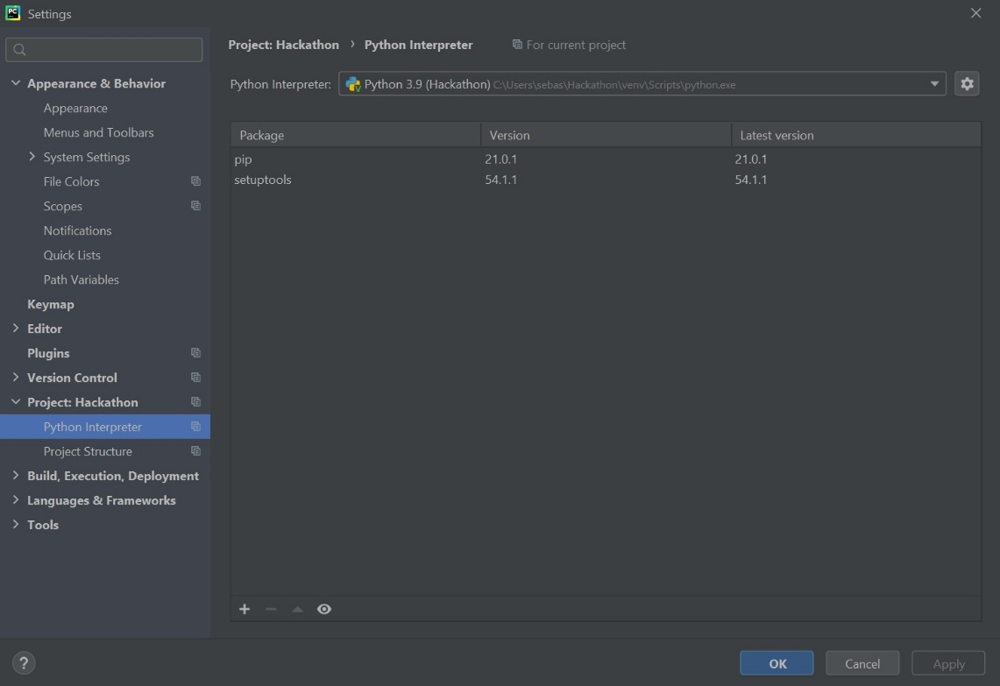 PC Settings
Appearance & Behavior
Appearance
Menus and Toolbars
System Settings
File Colors
Scopes
Notifications
Quick Lists
Path Variables
Keymap
Editor
Plugins
Version Control
Project: Hackathon
Python Interpreter
Project Structure
Build, Execution, Deployment
Languages & Frameworks
Tools
Project: Hackathon › Python Interpreter For current project
Python Interpreter: Python 3.9 (Hackathon) C:\Users\sebas\Hackathon\venv\Scripts\python.exe
Package Version Latest version
pip 21.0.1 21.0.1
setuptools 54.1.1 54.1.1
? OK Cancel Apply